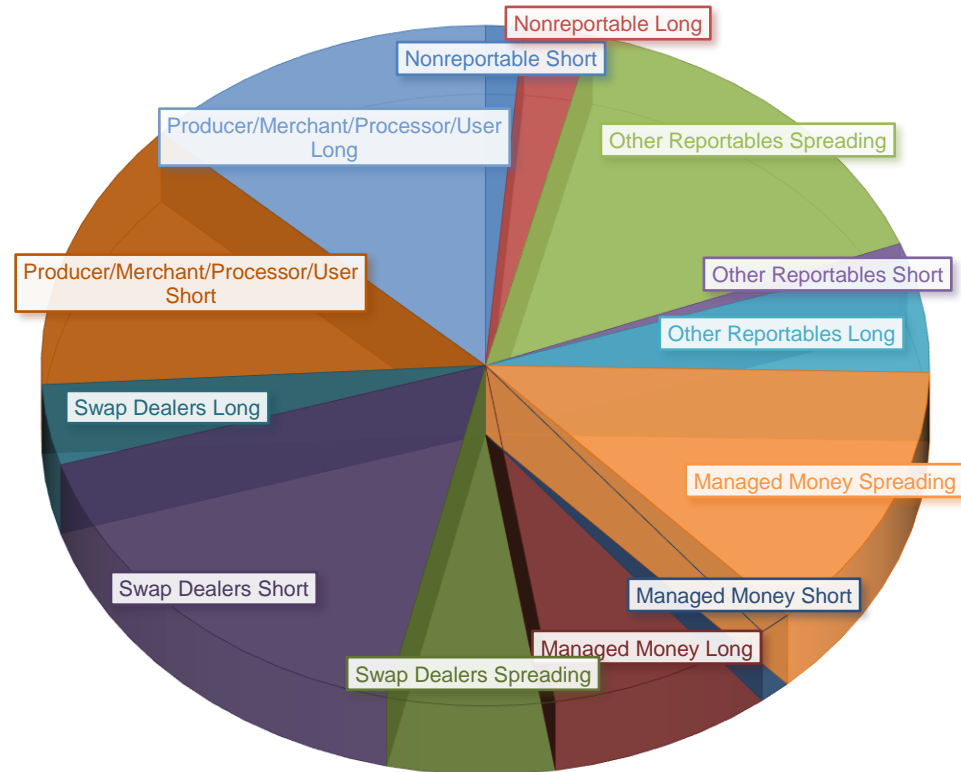 Nonreportable Long
Nonreportable Short
Producer/Merchant/Processor/User
Long
Other Reportables Spreading
Producer/Merchant/Processor/User
Short
Other Reportables Short
Other Reportables Long
Swap Dealers Long
Managed Money Spreading
Swap Dealers Short
Managed Money Short
Managed Money Long
Swap Dealers Spreading